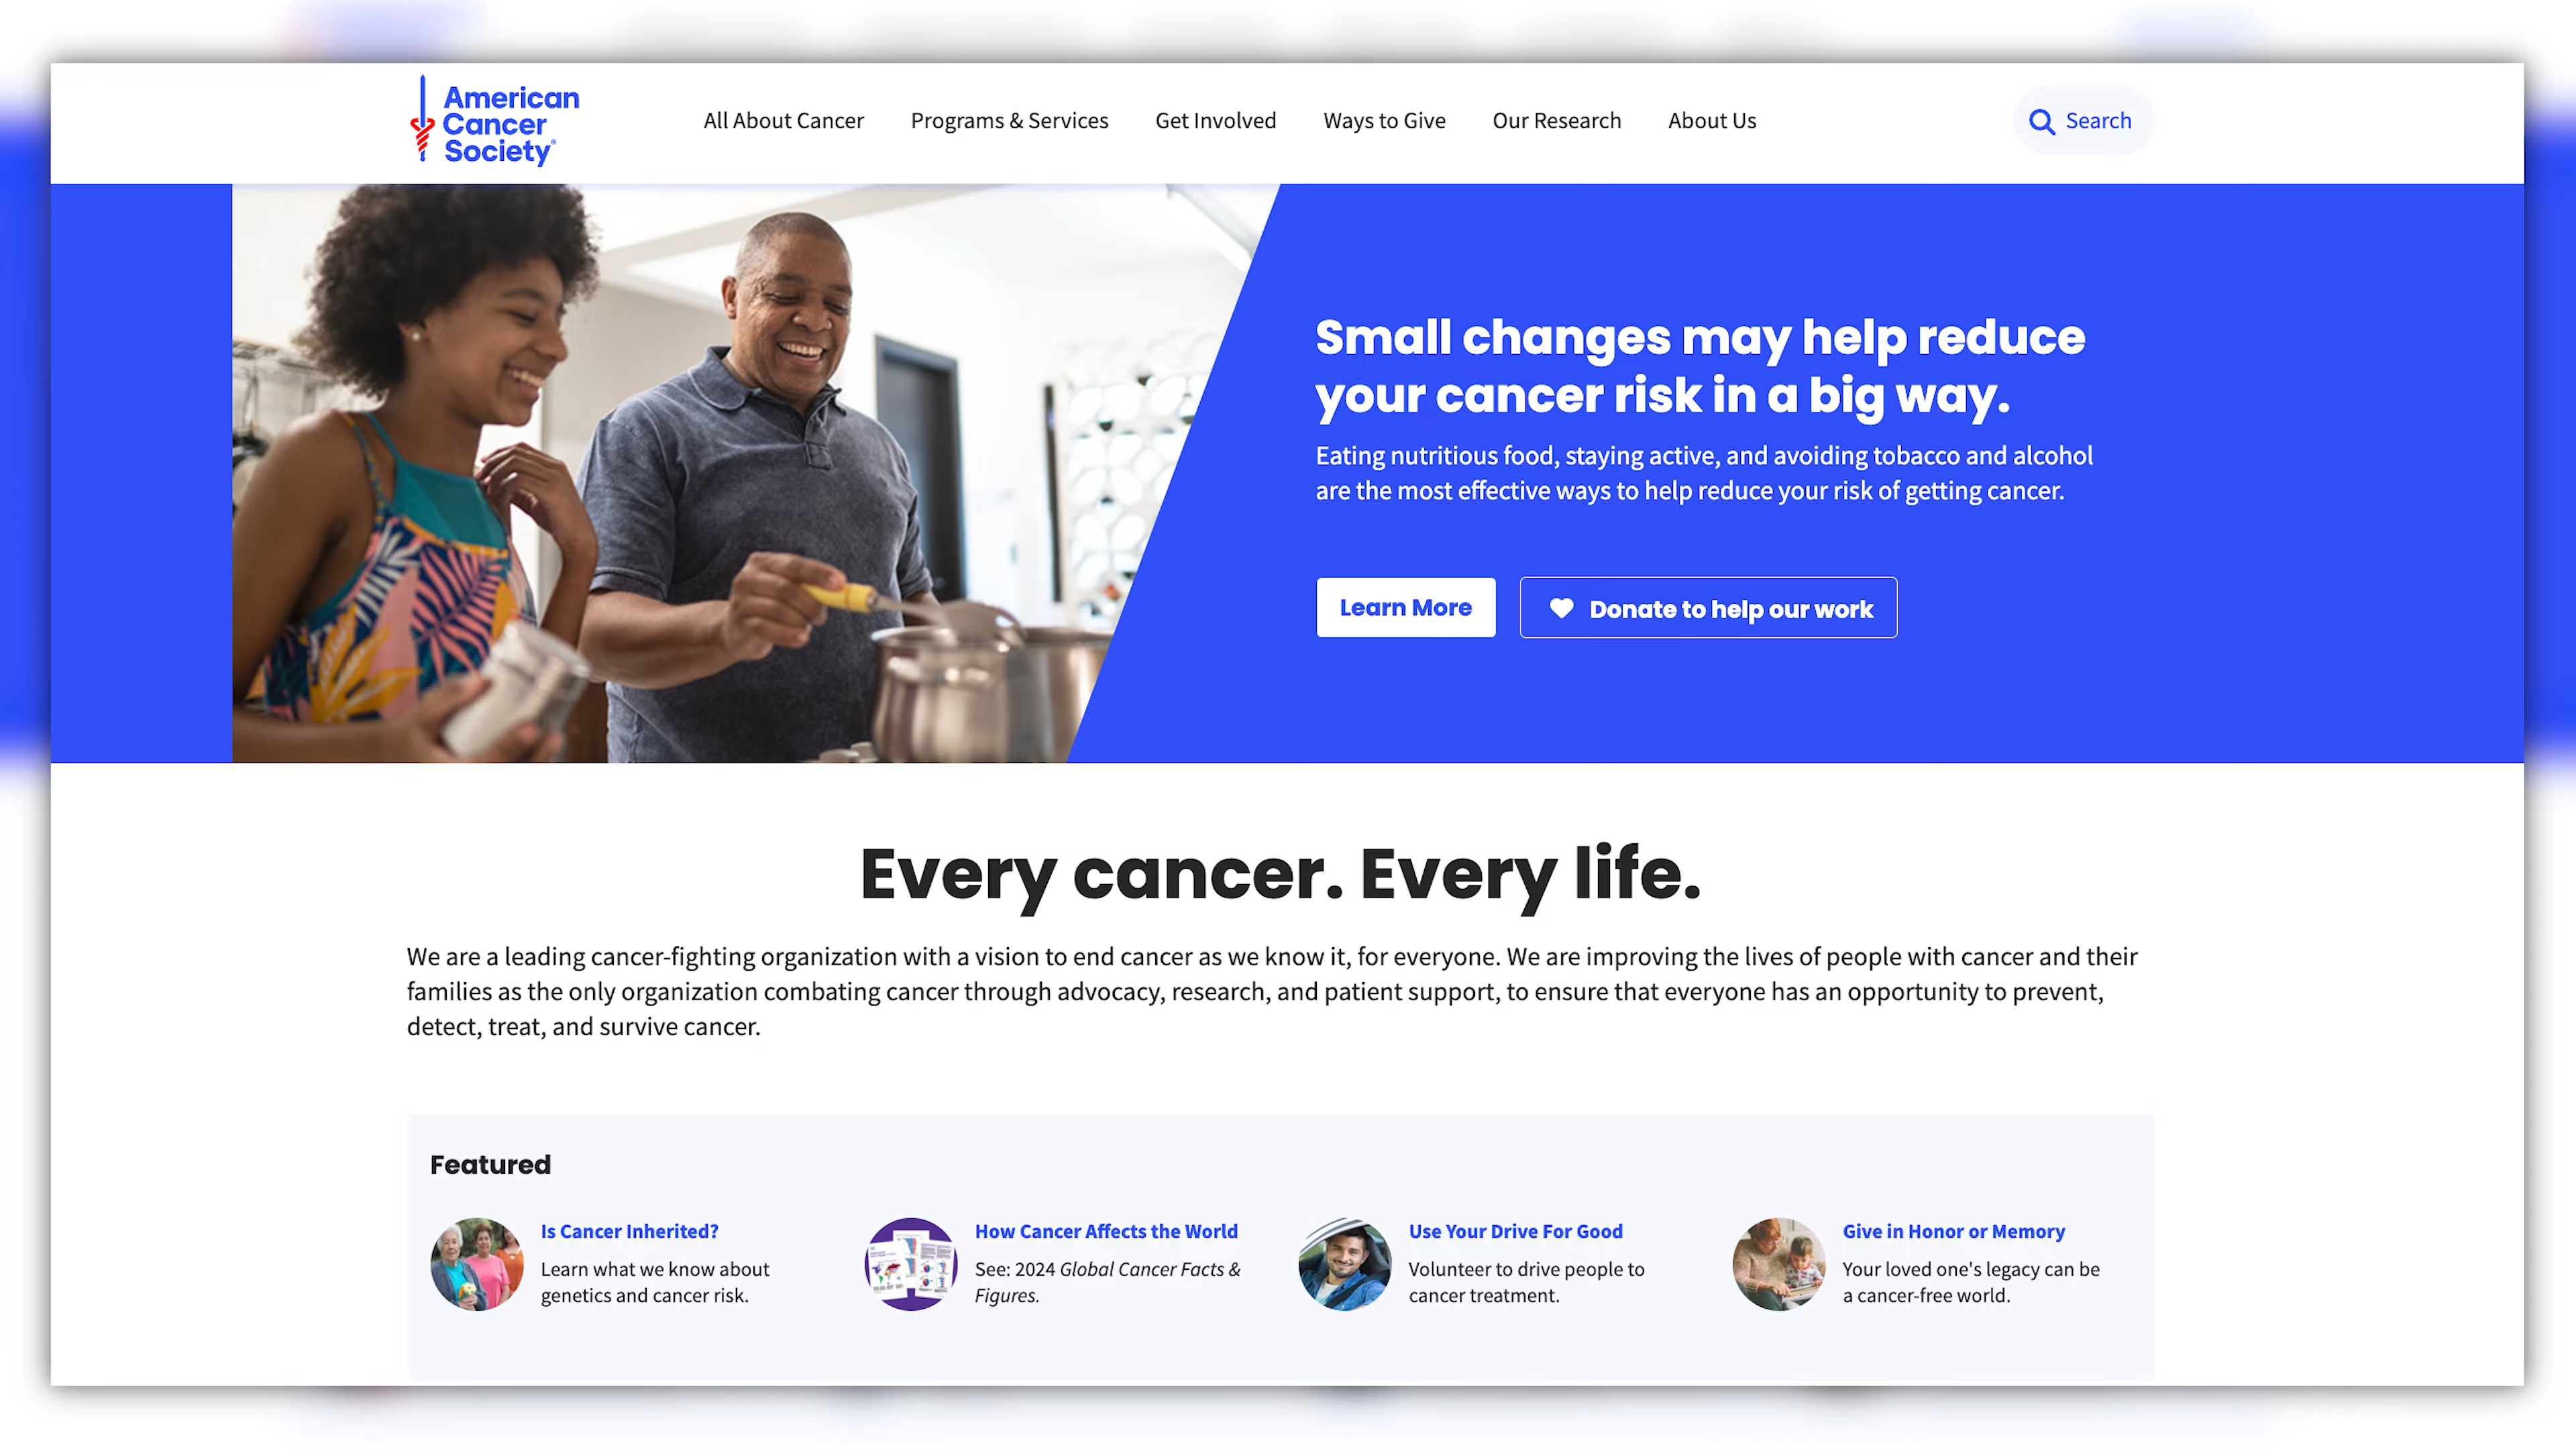 American
Cancer
Society®
All About Cancer
Programs & Services
Get Involved
Ways to Give
Our Research
About Us
Search
Small changes may help reduce
your cancer risk in a big way.
Eating nutritious food, staying active, and avoiding tobacco and alcohol
are the most effective ways to help reduce your risk of getting cancer.
Learn More
Donate to help our work
Every cancer. Every life.
We are a leading cancer-fighting organization with a vision to end cancer as we know it, for everyone. We are improving the lives of people with cancer and their
families as the only organization combating cancer through advocacy, research, and patient support, to ensure that everyone has an opportunity to prevent,
detect, treat, and survive cancer.
Featured
Is Cancer Inherited?
Learn what we know about
genetics and cancer risk.
How Cancer Affects the World
See: 2024 Global Cancer Facts &
Figures.
Use Your Drive For Good
Volunteer to drive people to
cancer treatment.
Give in Honor or Memory
Your loved one's legacy can be
a cancer-free world.